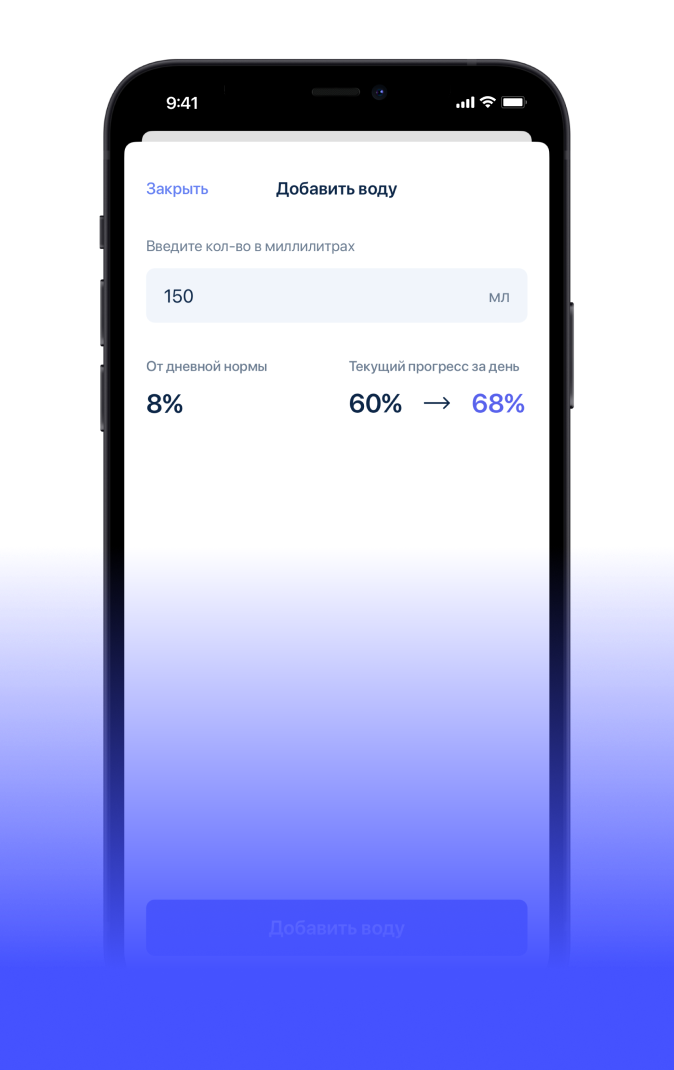 9:41
Закрыть
Добавить воду
Введите кол-во в миллилитрах
150
мл
От дневной нормы
Текущий прогресс за день
8%
60% → 68%
Добавить воду